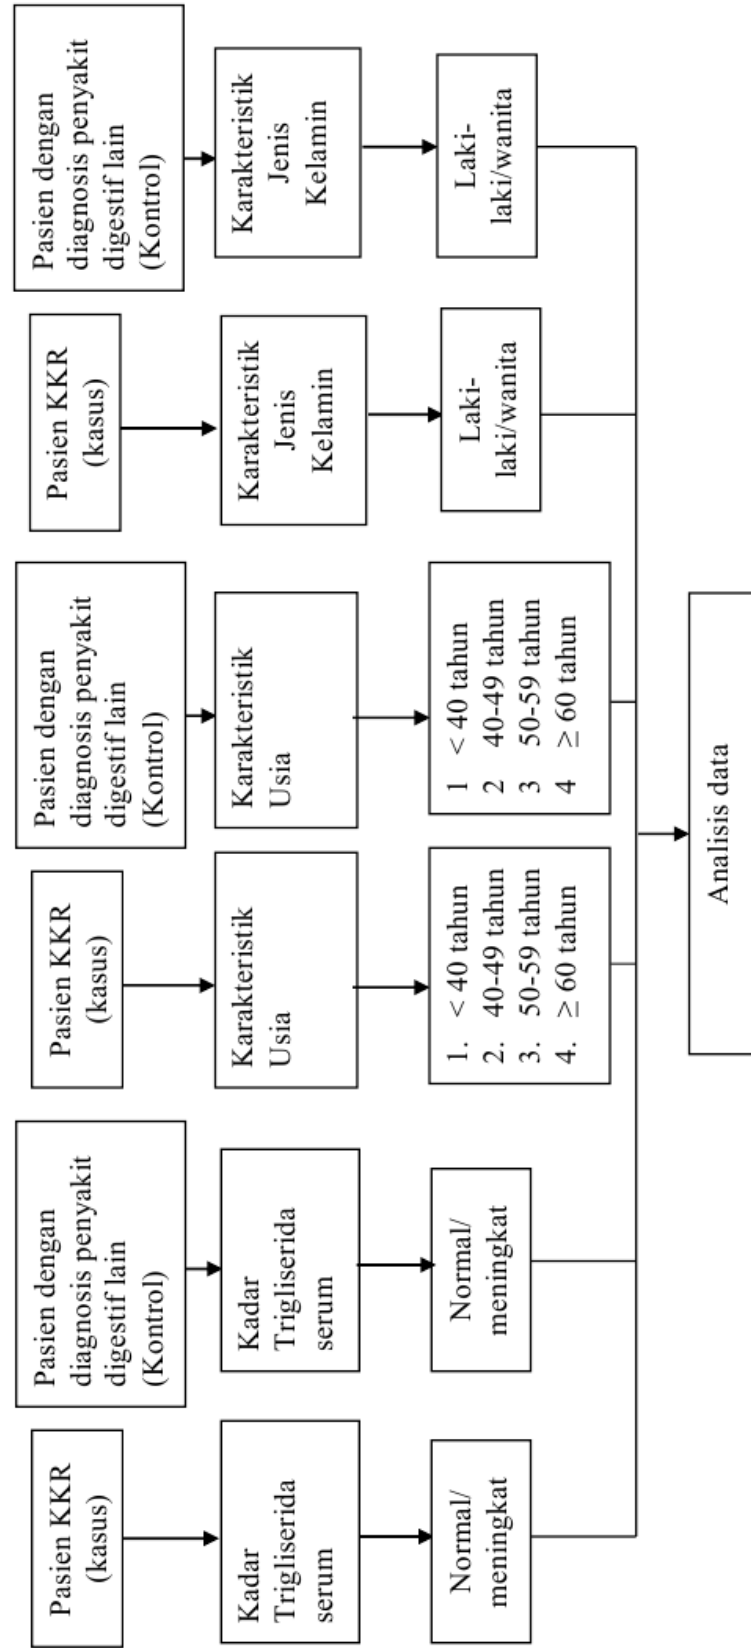 Pasien KKR
(kasus)
Pasien dengan
diagnosis penyakit
digestif lain
(Kontrol)
Pasien KKR
(kasus)
Pasien dengan
diagnosis penyakit
digestif lain
(Kontrol)
Pasien KKR
(kasus)
Pasien dengan
diagnosis penyakit
digestif lain
(Kontrol)
Kadar
Trigliserida
serum
Kadar
Trigliserida
serum
Karakteristik
Usia
Karakteristik
Usia
Karakteristik
Jenis
Kelamin
Karakteristik
Jenis
Kelamin
Normal/
meningkat
Normal/
meningkat
1. < 40 tahun
2. 40-49 tahun
3. 50-59 tahun
4. ≥ 60 tahun
1 < 40 tahun
2 40-49 tahun
3 50-59 tahun
4 ≥ 60 tahun
Laki-
laki/wanita
Laki-
laki/wanita
Analisis data